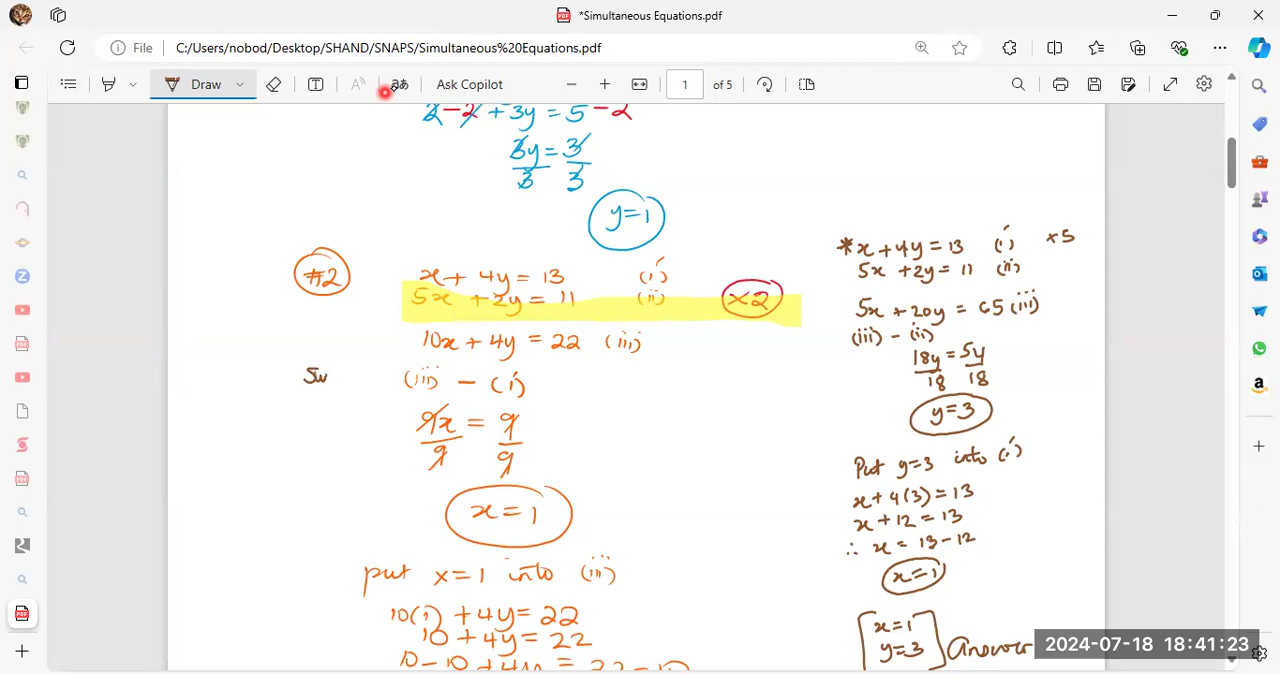 *Simultaneous Equations.pdf
File C:/Users/nobod/Desktop/SHAND/SNAPS/Simultaneous%20Equations.pdf
Draw
Ask Copilot
1 of 5
2 - 2 + 3y = 5 - 2
3y = 3
3 3
y = 1
#2
x + 4y = 13 (i)
5x + 2y = 11 (ii) ×2
10x + 4y = 22 (iii)
Sw
(iii) - (i)
9x = 9
9 9
x = 1
put x = 1 into (iii)
10(1) + 4y = 22
10 + 4y = 22
*x + 4y = 13 (i) ×5
5x + 2y = 11 (ii)
5x + 20y = 65 (iii)
(iii) - (ii)
18y = 54
18 18
y = 3
Put y = 3 into (i)
x + 4(3) = 13
x + 12 = 13
∴ x = 13 - 12
x = 1
x = 1
y = 3 Answer
2024-07-18 18:41:23